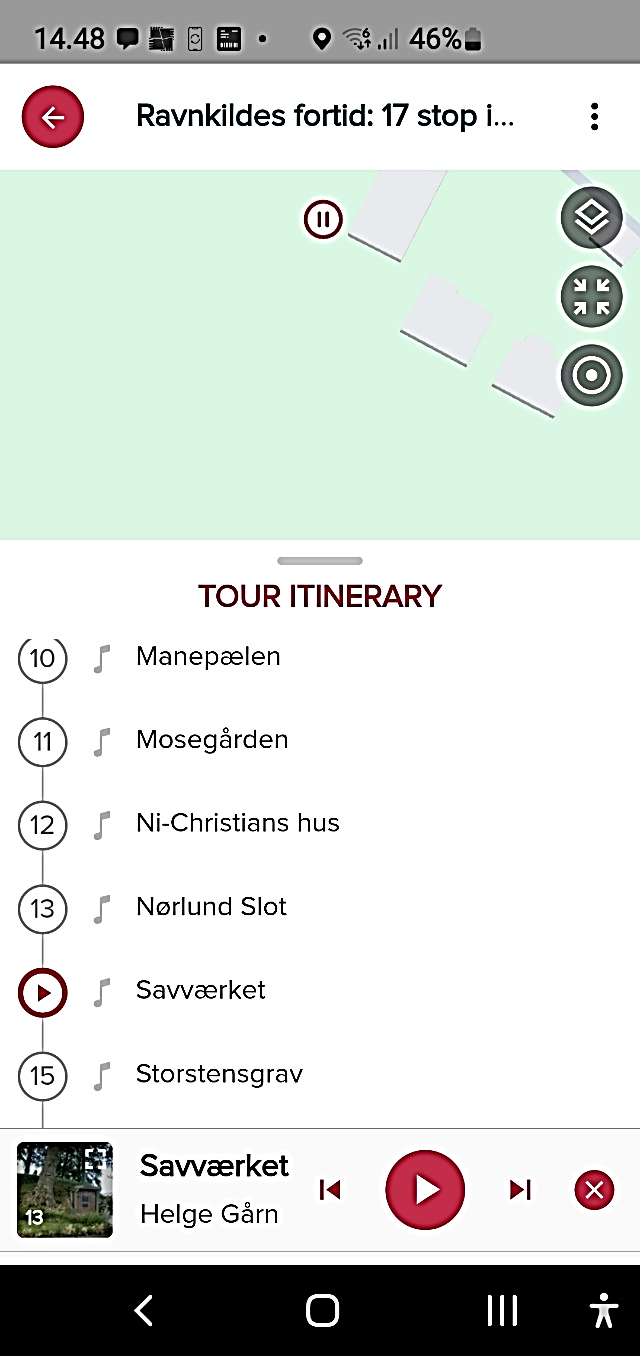 14.48 46%
Ravnkildes fortid: 17 stop i...
TOUR ITINERARY
10 Manepælen
11 Mosegården
12 Ni-Christians hus
13 Nørlund Slot
Savværket
15 Storstensgrav
13
Savværket
Helge Gårn